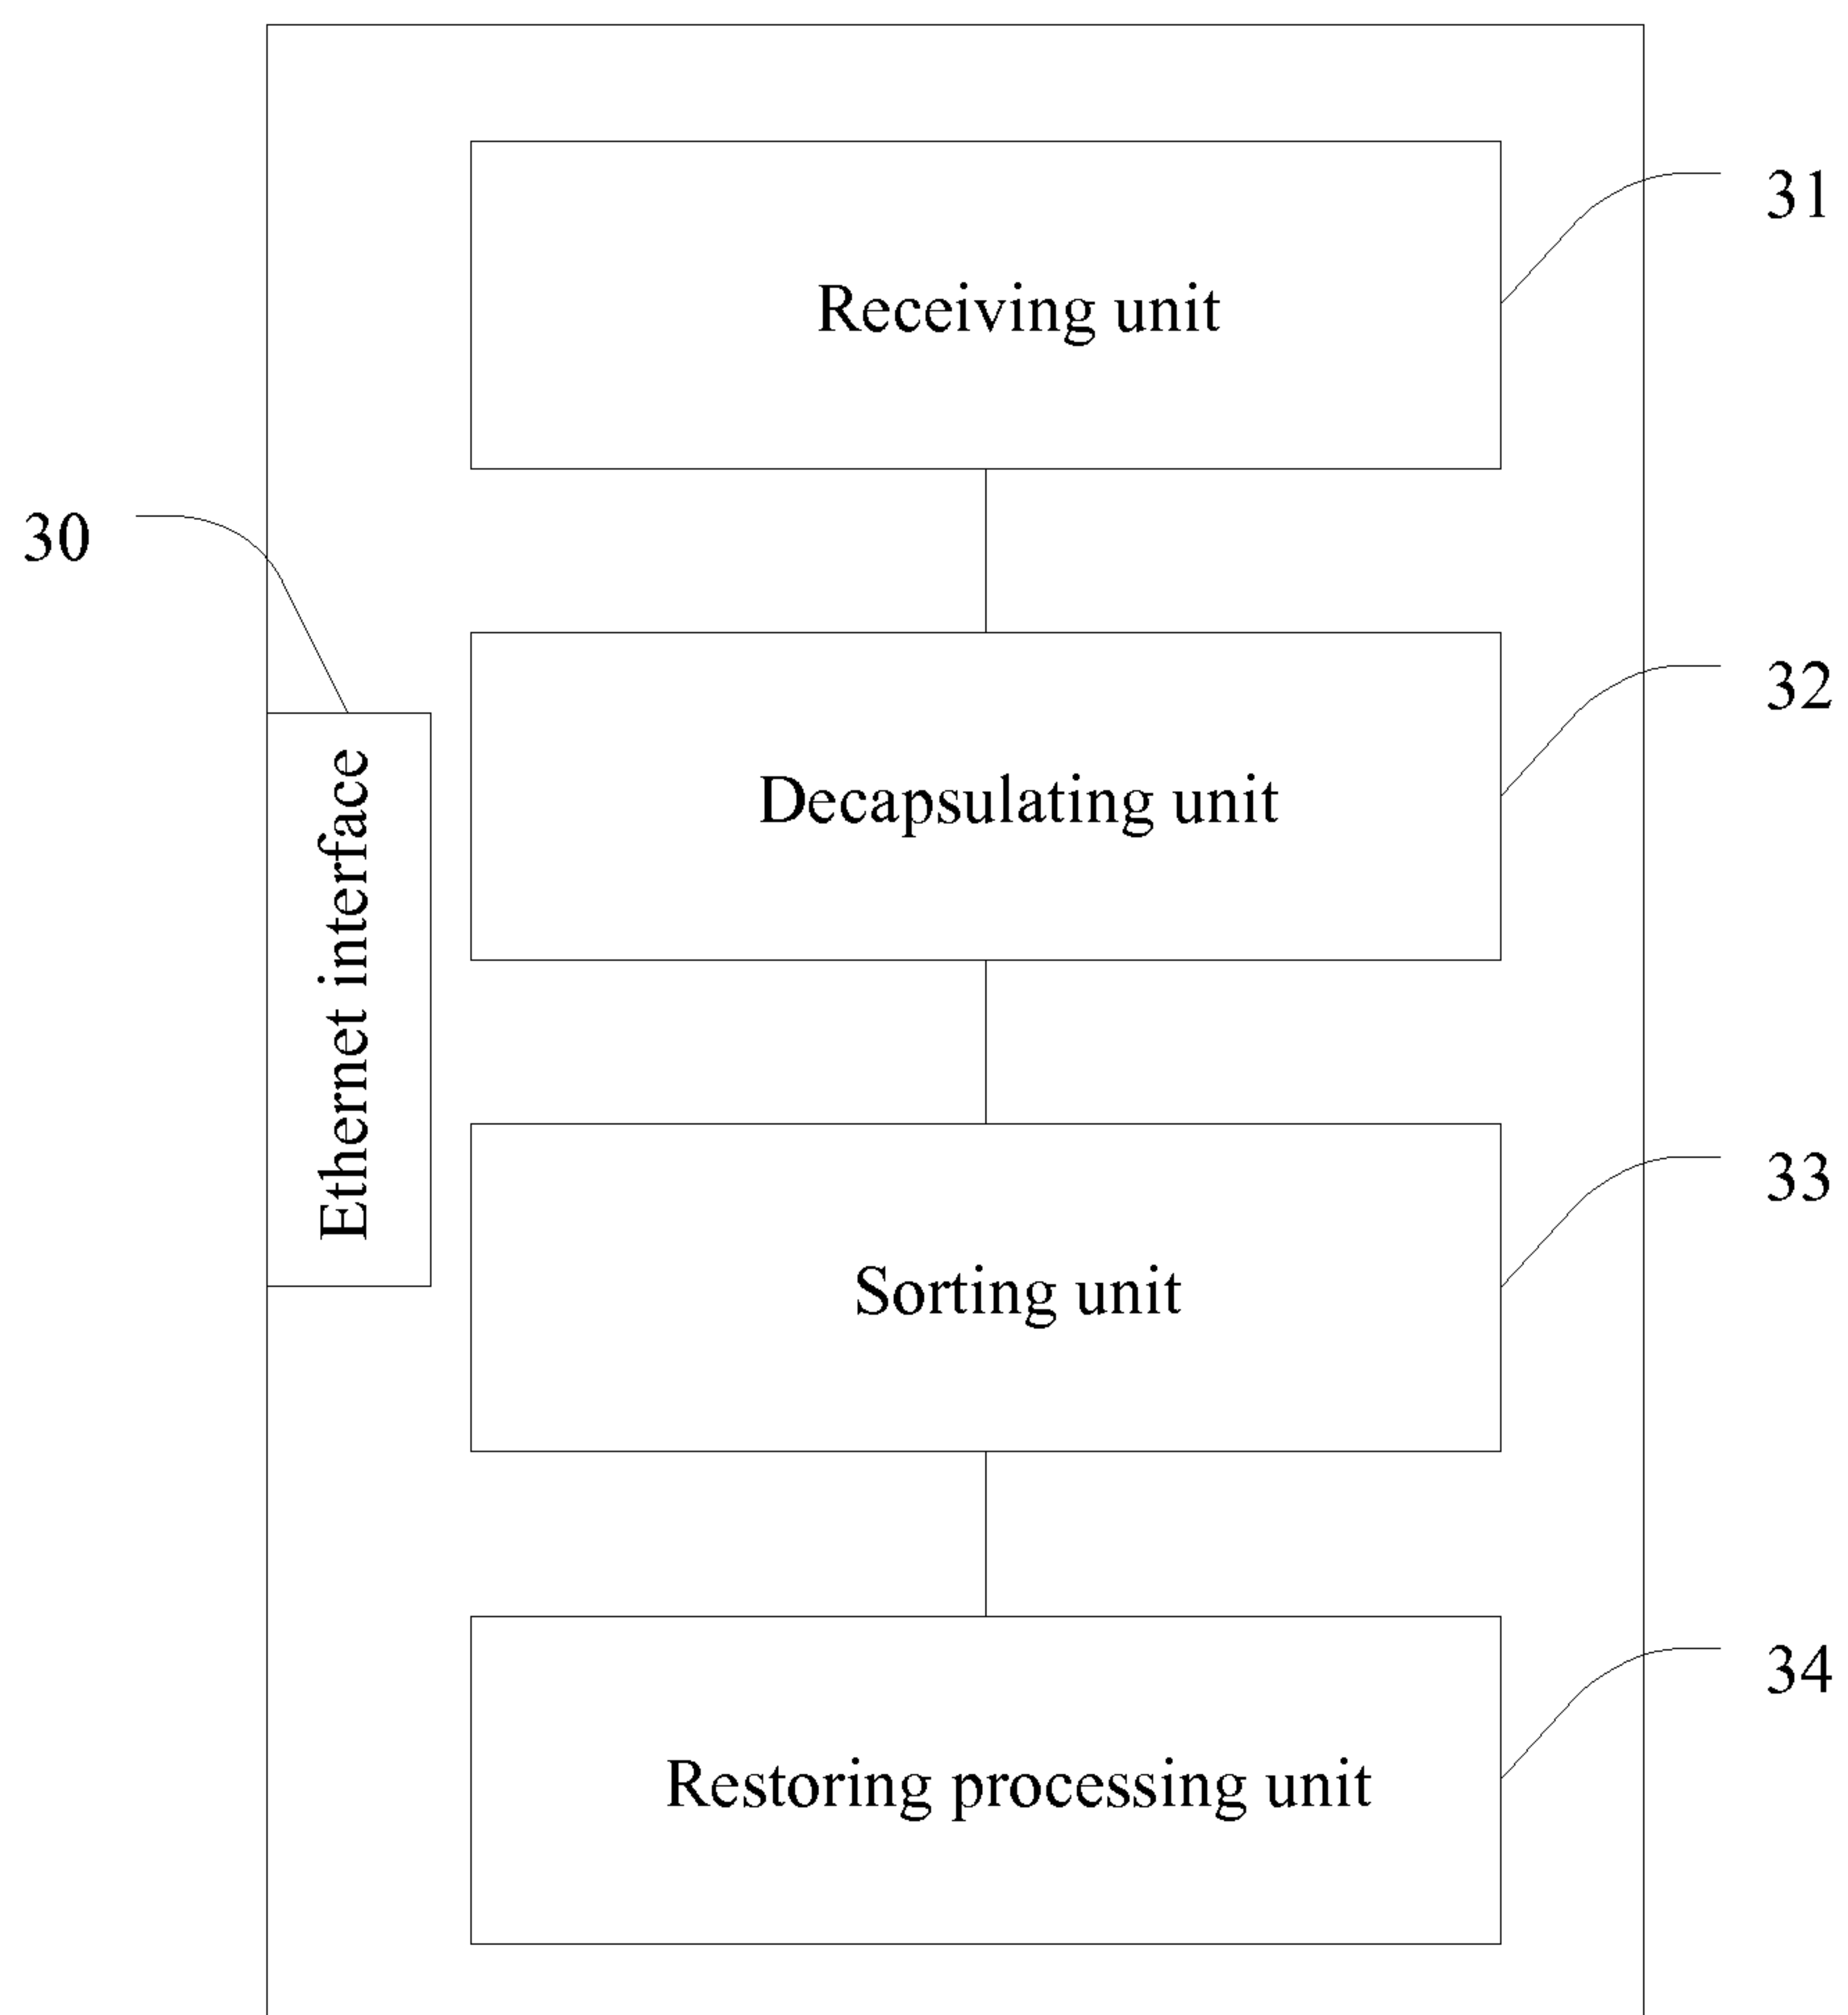 31
Receiving unit
30
32
Decapsulating unit
Ethernet interface
33
Sorting unit
34
Restoring processing unit